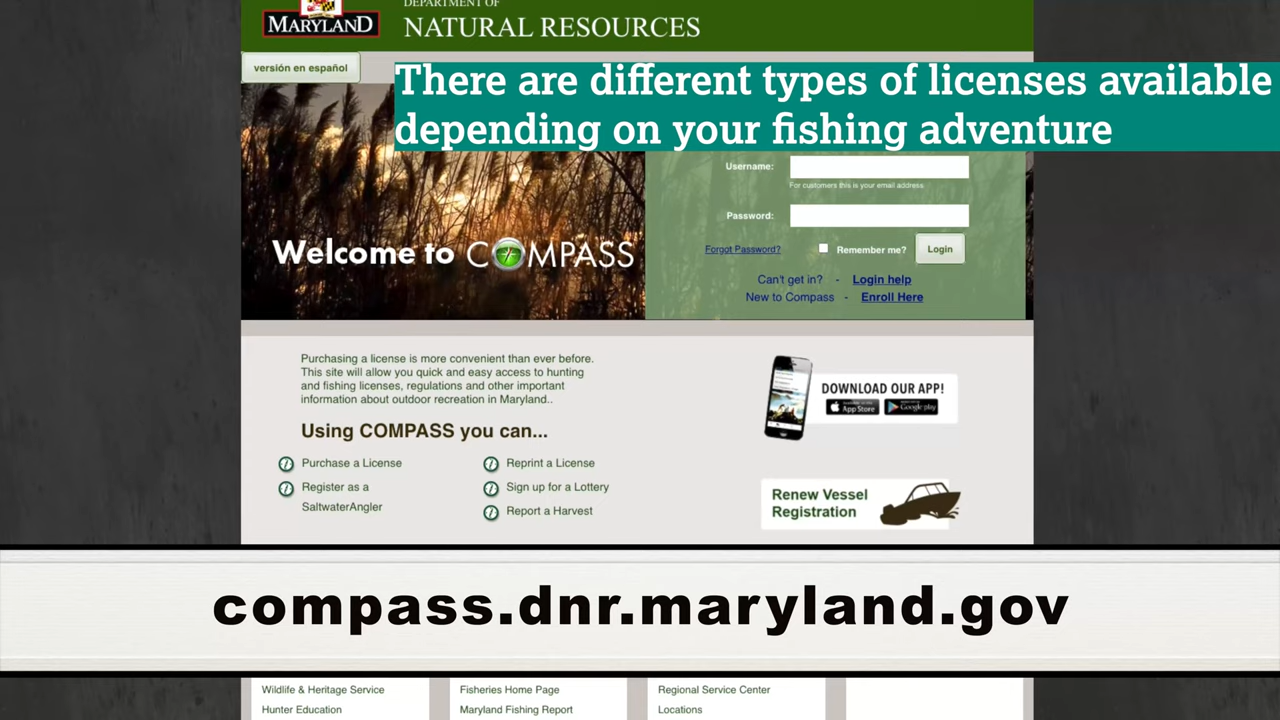 MARYLAND
DEPARTMENT OF
NATURAL RESOURCES
versión en español
There are different types of licenses available
depending on your fishing adventure
Username:
For customers this is your email address
Password:
Forgot Password?
Remember me?
Login
Welcome to COMPASS
Can't get in? - Login help
New to Compass - Enroll Here
Purchasing a license is more convenient than ever before.
This site will allow you quick and easy access to hunting
and fishing licenses, regulations and other important
information about outdoor recreation in Maryland..
Using COMPASS you can...
Purchase a License
Register as a
SaltwaterAngler
Reprint a License
Sign up for a Lottery
Report a Harvest
DOWNLOAD OUR APP!
App Store
Google play
Renew Vessel
Registration
compass.dnr.maryland.gov
Wildlife & Heritage Service
Hunter Education
Fisheries Home Page
Maryland Fishing Report
Regional Service Center
Locations